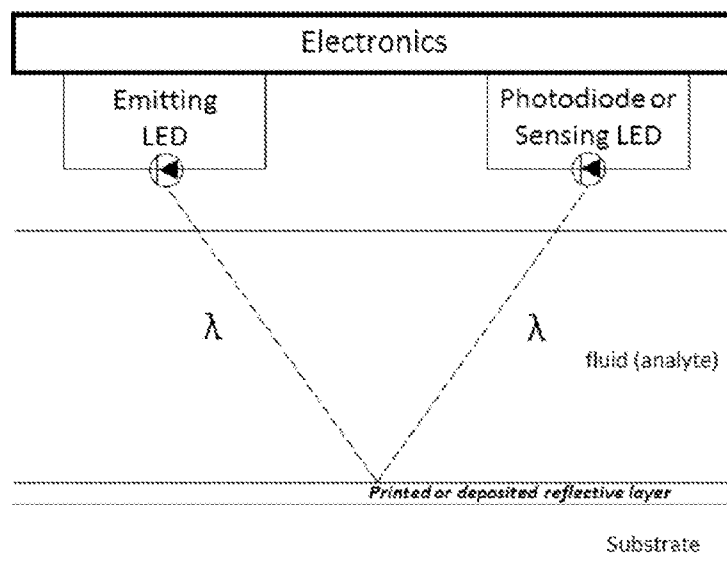 Electronics
Emitting
LED
Photodiode or
Sensing LED
λ
λ
fluid (analyte)
Printed or deposited reflective layer
Substrate